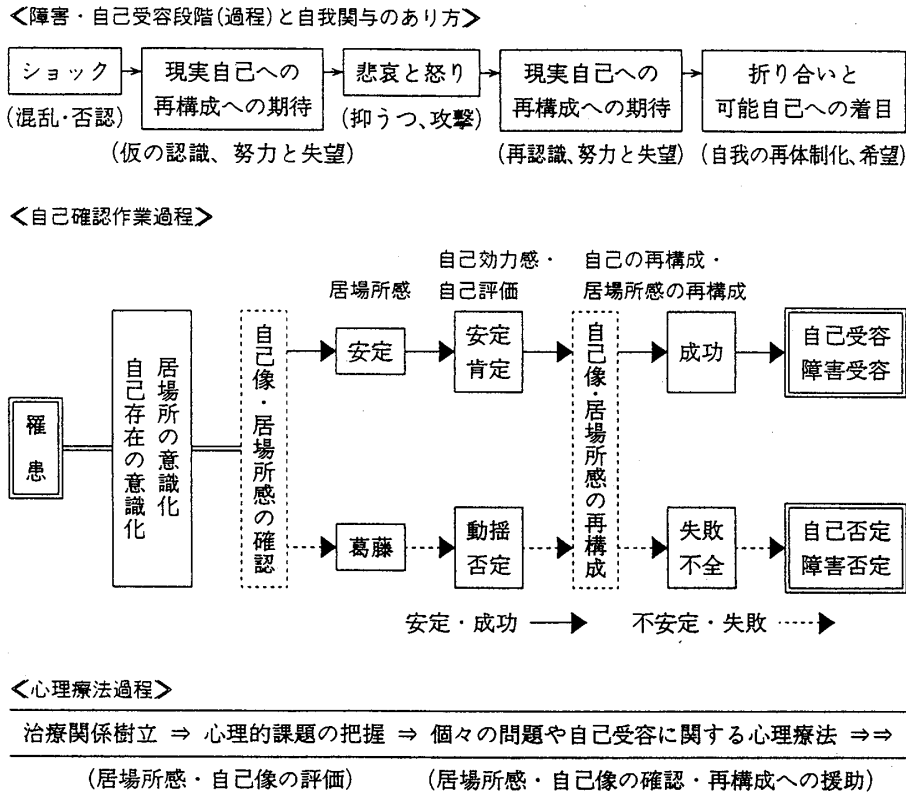 ＜障害・自己受容段階(過程)と自我関与のあり方＞
ショック
(混乱・否認)
現実自己への
再構成への期待
(仮の認識、努力と失望)
悲哀と怒り
(抑うつ、攻撃)
現実自己への
再構成への期待
(再認識、努力と失望)
折り合いと
可能自己への着目
(自我の再体制化、希望)
＜自己確認作業過程＞
罹患
居場所の意識化
自己存在の意識化
自己像・居場所感の確認
居場所感
安定
葛藤
自己効力感・
自己評価
安定
肯定
動揺
否定
自己の再構成・
居場所感の再構成
自己像・居場所感の再構成
成功
失敗
不全
自己受容
障害受容
自己否定
障害否定
安定・成功 → 不安定・失敗 ⇢
＜心理療法過程＞
治療関係樹立 ⇒ 心理的課題の把握 ⇒ 個々の問題や自己受容に関する心理療法 ⇒⇒
(居場所感・自己像の評価) (居場所感・自己像の確認・再構成への援助)